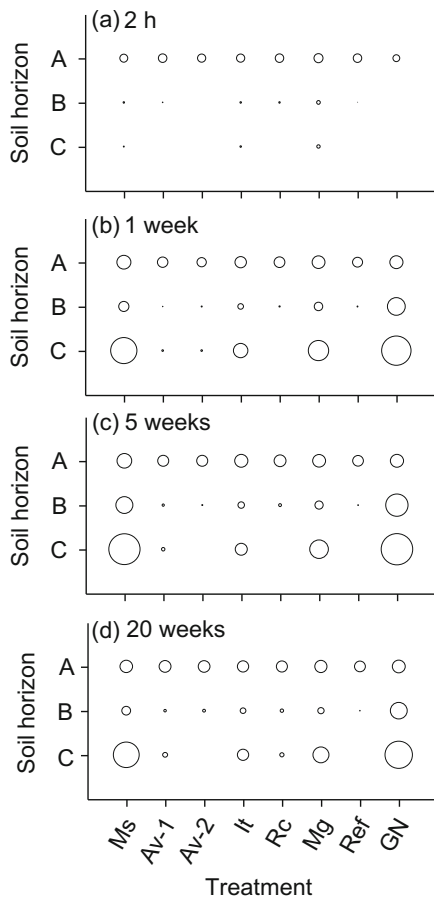 (a) 2 h
Soil horizon
A
B
C
(b) 1 week
Soil horizon
A
B
C
(c) 5 weeks
Soil horizon
A
B
C
(d) 20 weeks
Soil horizon
A
B
C
Ms Av-1 Av-2 It Rc Mg Ref GN
Treatment